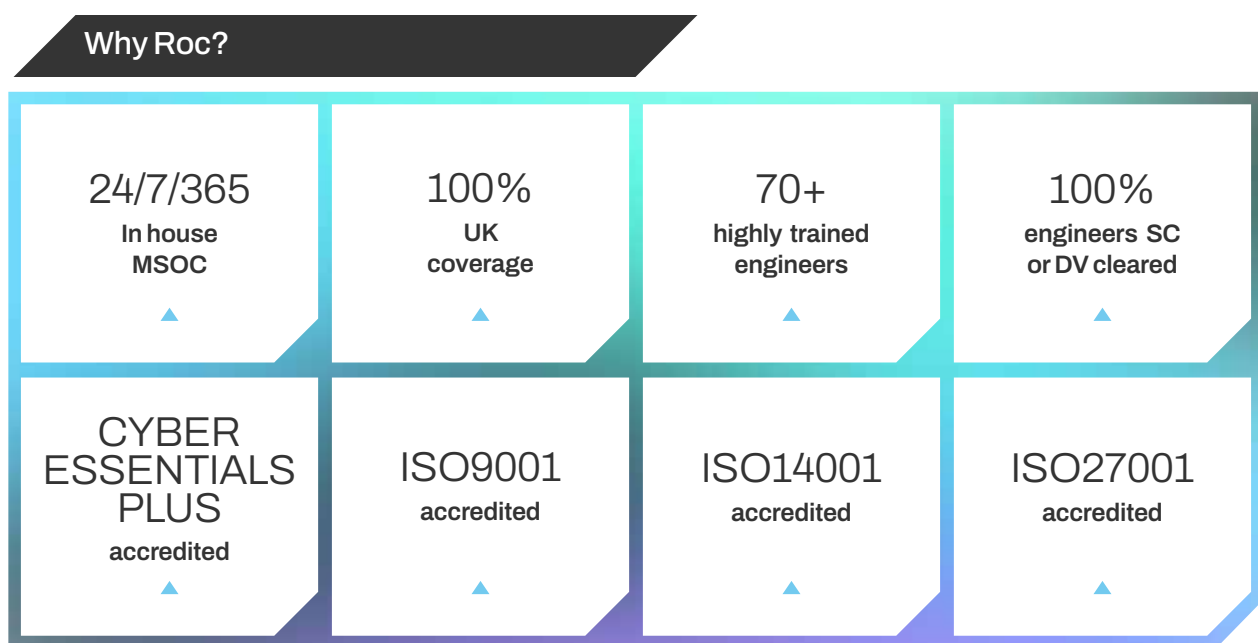 Why Roc?
24/7/365
In house
MSOC
100%
UK
coverage
70+
highly trained
engineers
100%
engineers SC
or DV cleared
CYBER
ESSENTIALS
PLUS
accredited
ISO9001
accredited
ISO14001
accredited
ISO27001
accredited